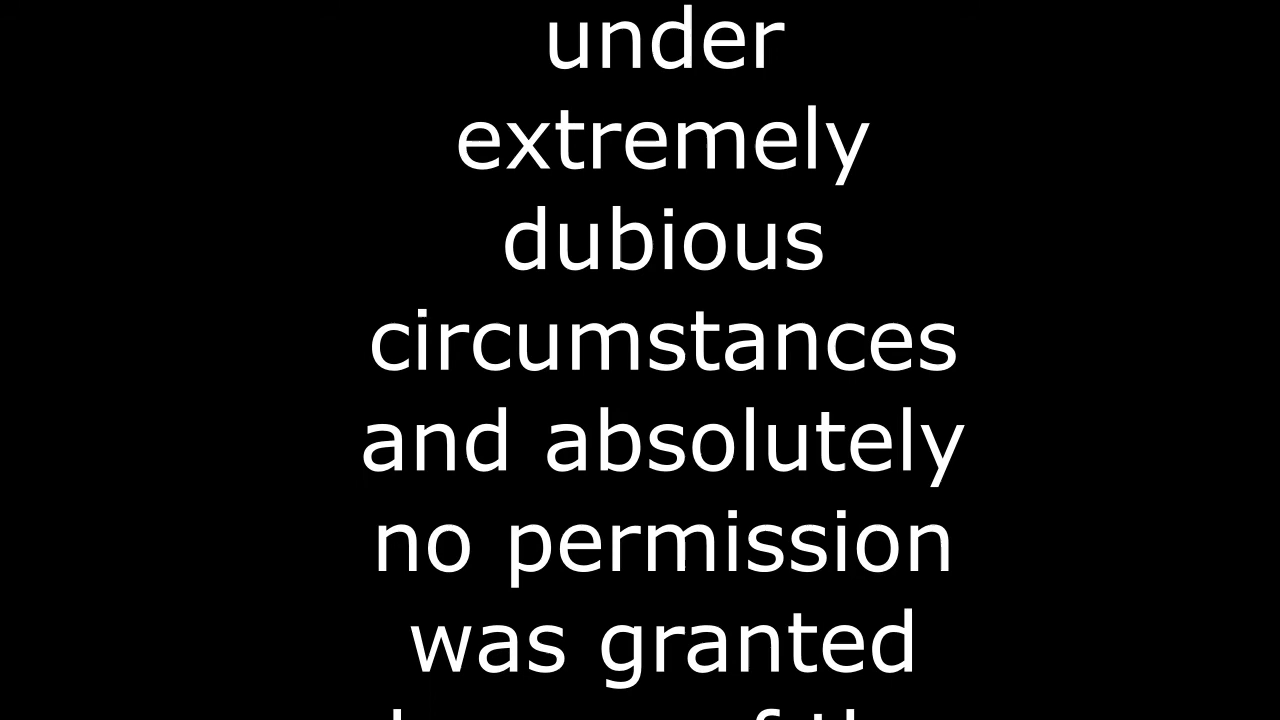 under
extremely
dubious
circumstances
and absolutely
no permission
was granted